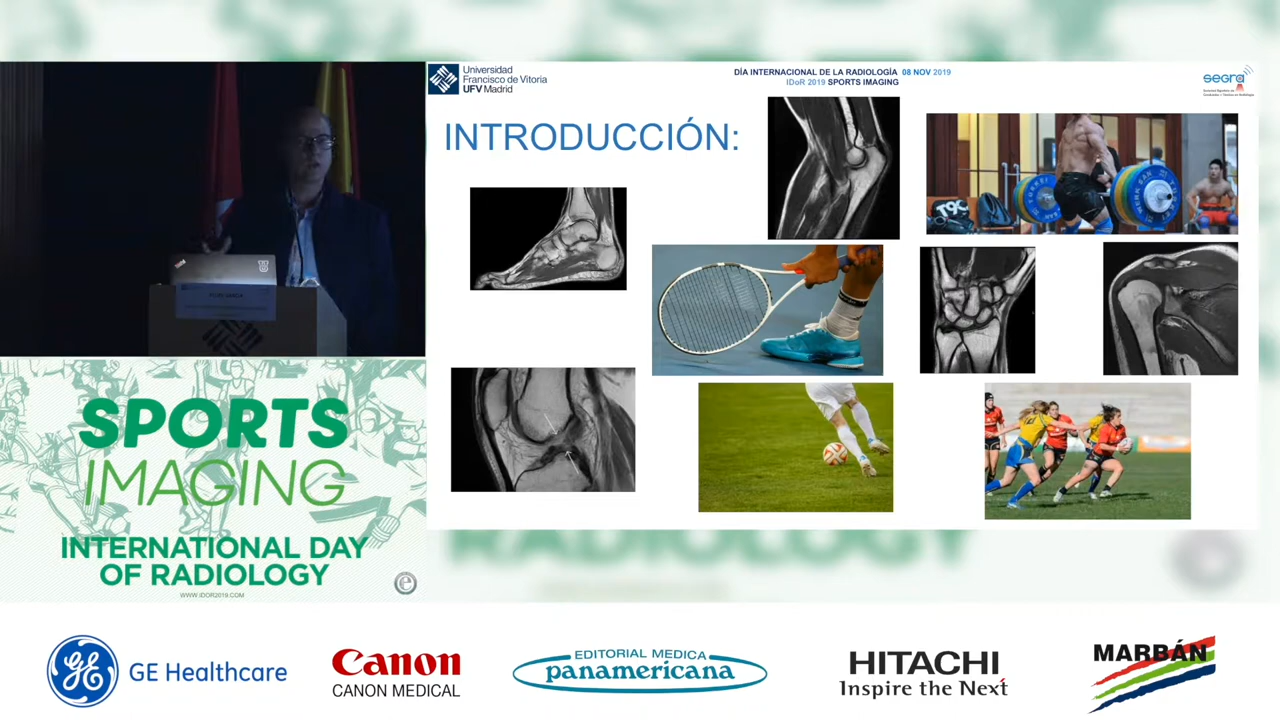 Universidad
Francisco de Vitoria
UFV Madrid
DÍA INTERNACIONAL DE LA RADIOLOGÍA 08 NOV 2019
IDoR 2019 SPORTS IMAGING
segra
INTRODUCCIÓN:
T9C
SPORTS
IMAGING
INTERNATIONAL DAY
OF RADIOLOGY
WWW.IDOR2019.COM
RADIOLOGY
GE Healthcare
Canon
CANON MEDICAL
EDITORIAL MEDICA
panamericana
HITACHI
Inspire the Next
MARBÁN